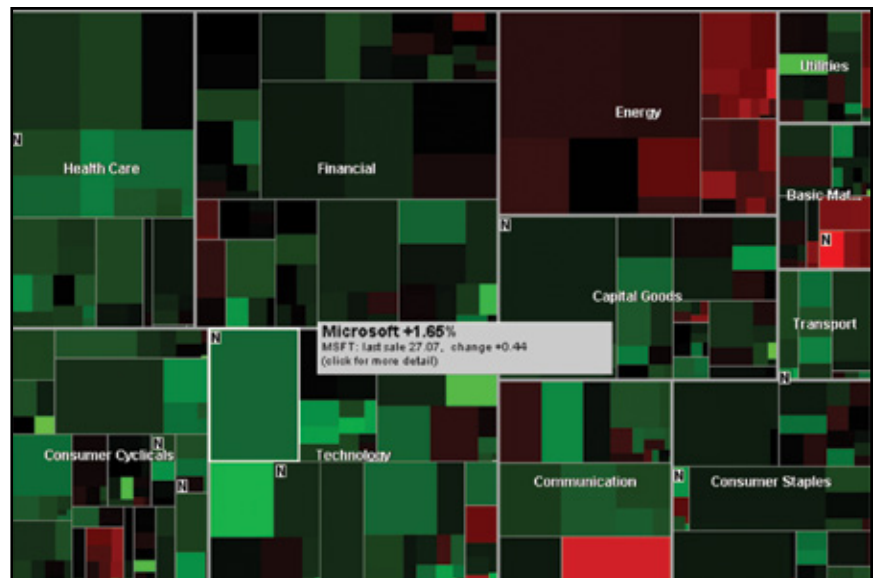 Utilities
Energy
N
Health Care
Financial
Basic Mat...
N
N
Capital Goods
Transport
Microsoft +1.65%
MSFT: last sale 27.07, change +0.44
(click for more detail)
N
N
N
Consumer Cyclicals
Technology
N
N
Communication
N
Consumer Staples
N